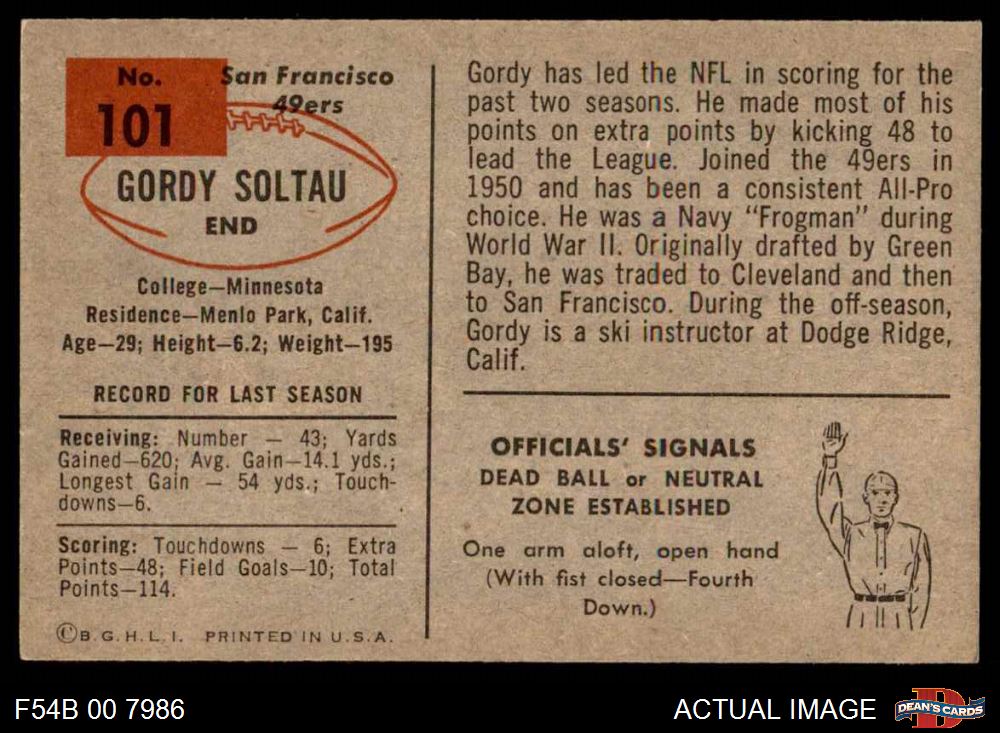 No.
101
San Francisco
49ers
GORDY SOLTAU
END
College—Minnesota
Residence—Menlo Park, Calif.
Age—29; Height—6.2; Weight—195
RECORD FOR LAST SEASON
Receiving: Number — 43; Yards
Gained—620; Avg. Gain—14.1 yds.;
Longest Gain — 54 yds.; Touch-
downs—6.
Scoring: Touchdowns — 6; Extra
Points—48; Field Goals—10; Total
Points—114.
©B.G.H.L.I. PRINTED IN U.S.A.
Gordy has led the NFL in scoring for the
past two seasons. He made most of his
points on extra points by kicking 48 to
lead the League. Joined the 49ers in
1950 and has been a consistent All-Pro
choice. He was a Navy "Frogman" during
World War II. Originally drafted by Green
Bay, he was traded to Cleveland and then
to San Francisco. During the off-season,
Gordy is a ski instructor at Dodge Ridge,
Calif.
OFFICIALS' SIGNALS
DEAD BALL or NEUTRAL
ZONE ESTABLISHED
One arm aloft, open hand
(With fist closed—Fourth
Down.)
F54B 00 7986
ACTUAL IMAGE
DEAN'S CARDS